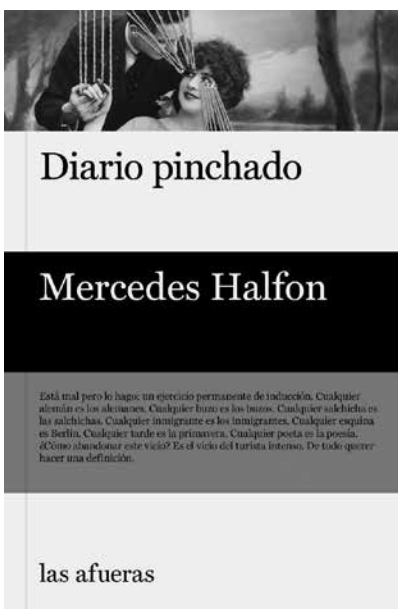 Diario pinchado
Mercedes Halfon
Está mal pero lo hago: un ejercicio permanente de inducción. Cualquier
alemán es los alemanes. Cualquier buzo es los buzos. Cualquier salchicha es
las salchichas. Cualquier inmigrante es los inmigrantes. Cualquier esquina
es Berlín. Cualquier tarde es la primavera. Cualquier poeta es la poesía.
¿Cómo abandonar este vicio? Es el vicio del turista intenso. De todo querer
hacer una definición.
las afueras